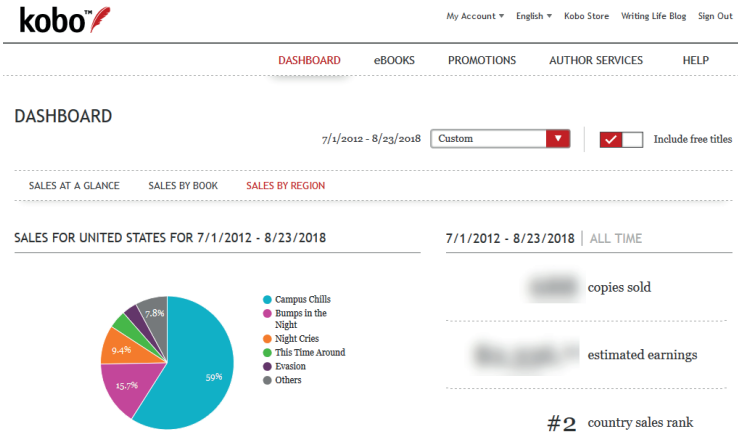 kobo™
My Account English Kobo Store Writing Life Blog Sign Out
DASHBOARD eBOOKS PROMOTIONS AUTHOR SERVICES HELP
DASHBOARD
7/1/2012 - 8/23/2018 Custom Include free titles
SALES AT A GLANCE SALES BY BOOK SALES BY REGION
SALES FOR UNITED STATES FOR 7/1/2012 - 8/23/2018
7.8%
9.4%
15.7%
59%
Campus Chills
Bumps in the
Night
Night Cries
This Time Around
Evasion
Others
7/1/2012 - 8/23/2018 | ALL TIME
copies sold
estimated earnings
#2 country sales rank